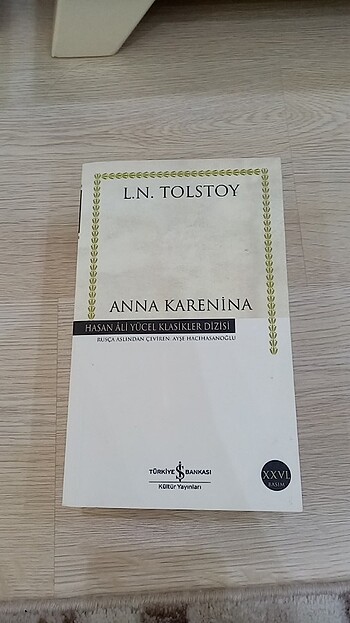 L.N. TOLSTOY
ANNA KARENINA
HASAN ÂLİ YÜCEL KLASİKLER DİZİSİ
RUSÇA ASLINDAN ÇEVİREN: AYŞE HACIHASANOĞLU
TÜRKİYE İŞ BANKASI
Kültür Yayınları
XXVI.
BASIM